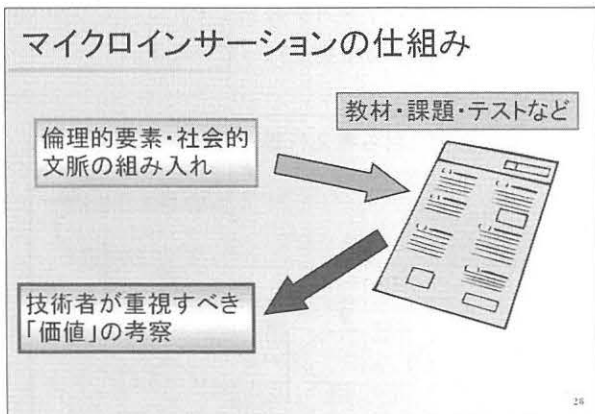 マイクロインサーションの仕組み
教材・課題・テストなど
倫理的要素・社会的
文脈の組み入れ
技術者が重視すべき
「価値」の考察
26